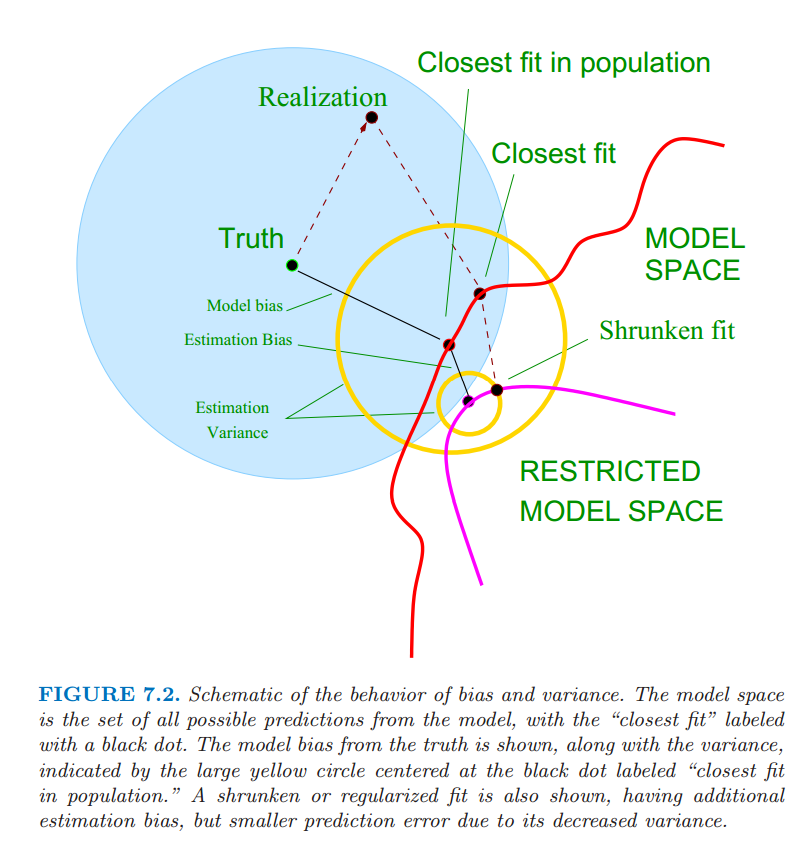 Closest fit in population
Realization
Closest fit
Truth
MODEL
SPACE
Model bias
Shrunken fit
Estimation Bias
Estimation
Variance
RESTRICTED
MODEL SPACE
FIGURE 7.2. Schematic of the behavior of bias and variance. The model space
is the set of all possible predictions from the model, with the “closest fit” labeled
with a black dot. The model bias from the truth is shown, along with the variance,
indicated by the large yellow circle centered at the black dot labeled “closest fit
in population.” A shrunken or regularized fit is also shown, having additional
estimation bias, but smaller prediction error due to its decreased variance.